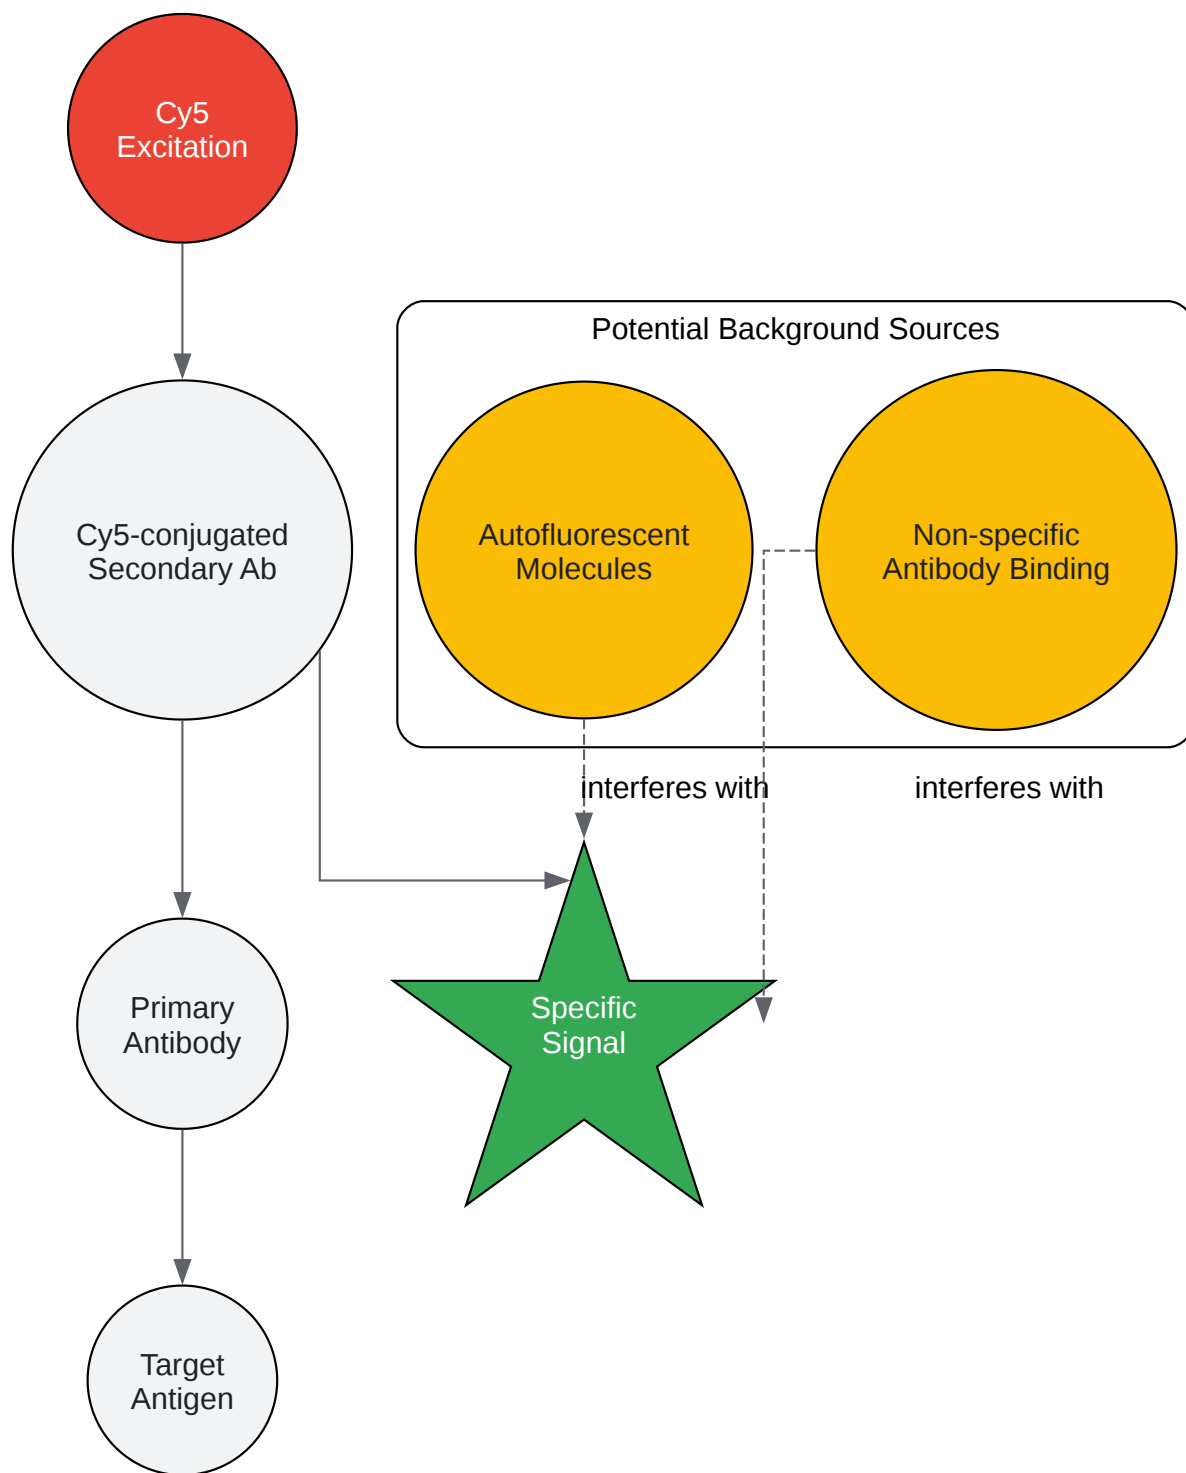 Cy5
Excitation
Potential Background Sources
Cy5-conjugated
Secondary Ab
Autofluorescent
Molecules
Non-specific
Antibody Binding
interferes with
interferes with
Primary
Antibody
Specific
Signal
Target
Antigen